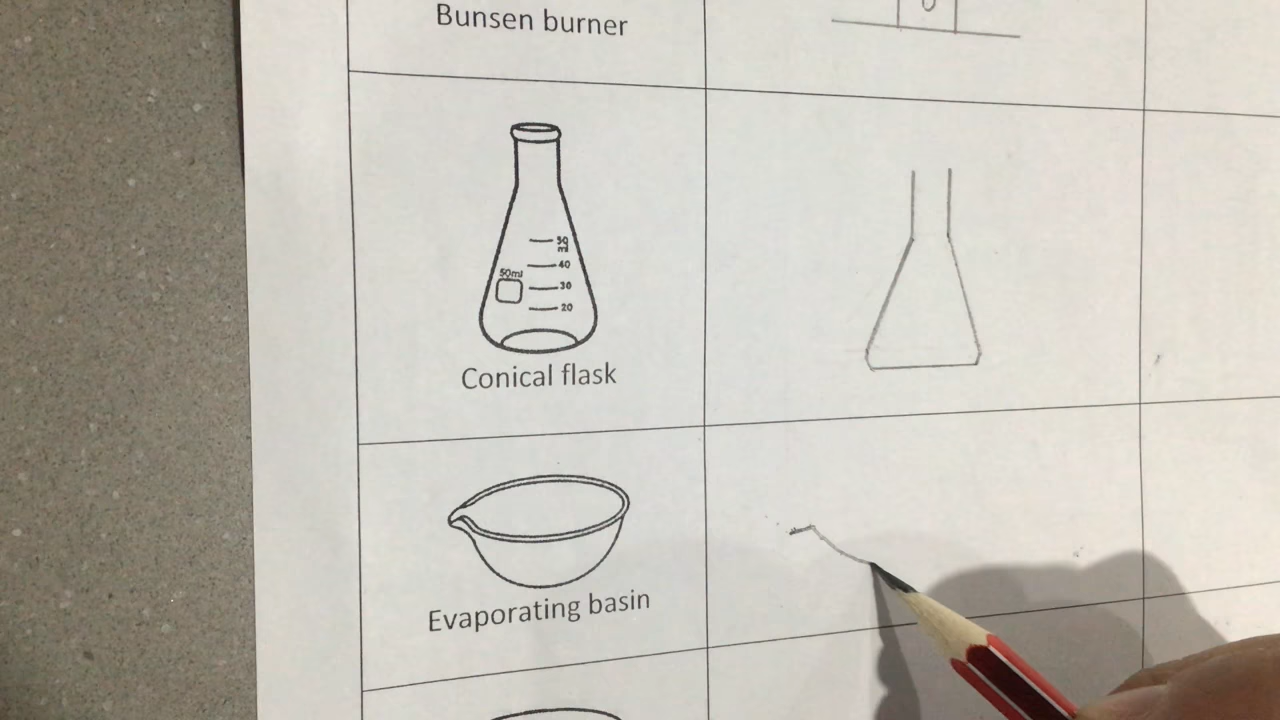 Bunsen burner
50
ml
40
50ml
30
20
Conical flask
Evaporating basin